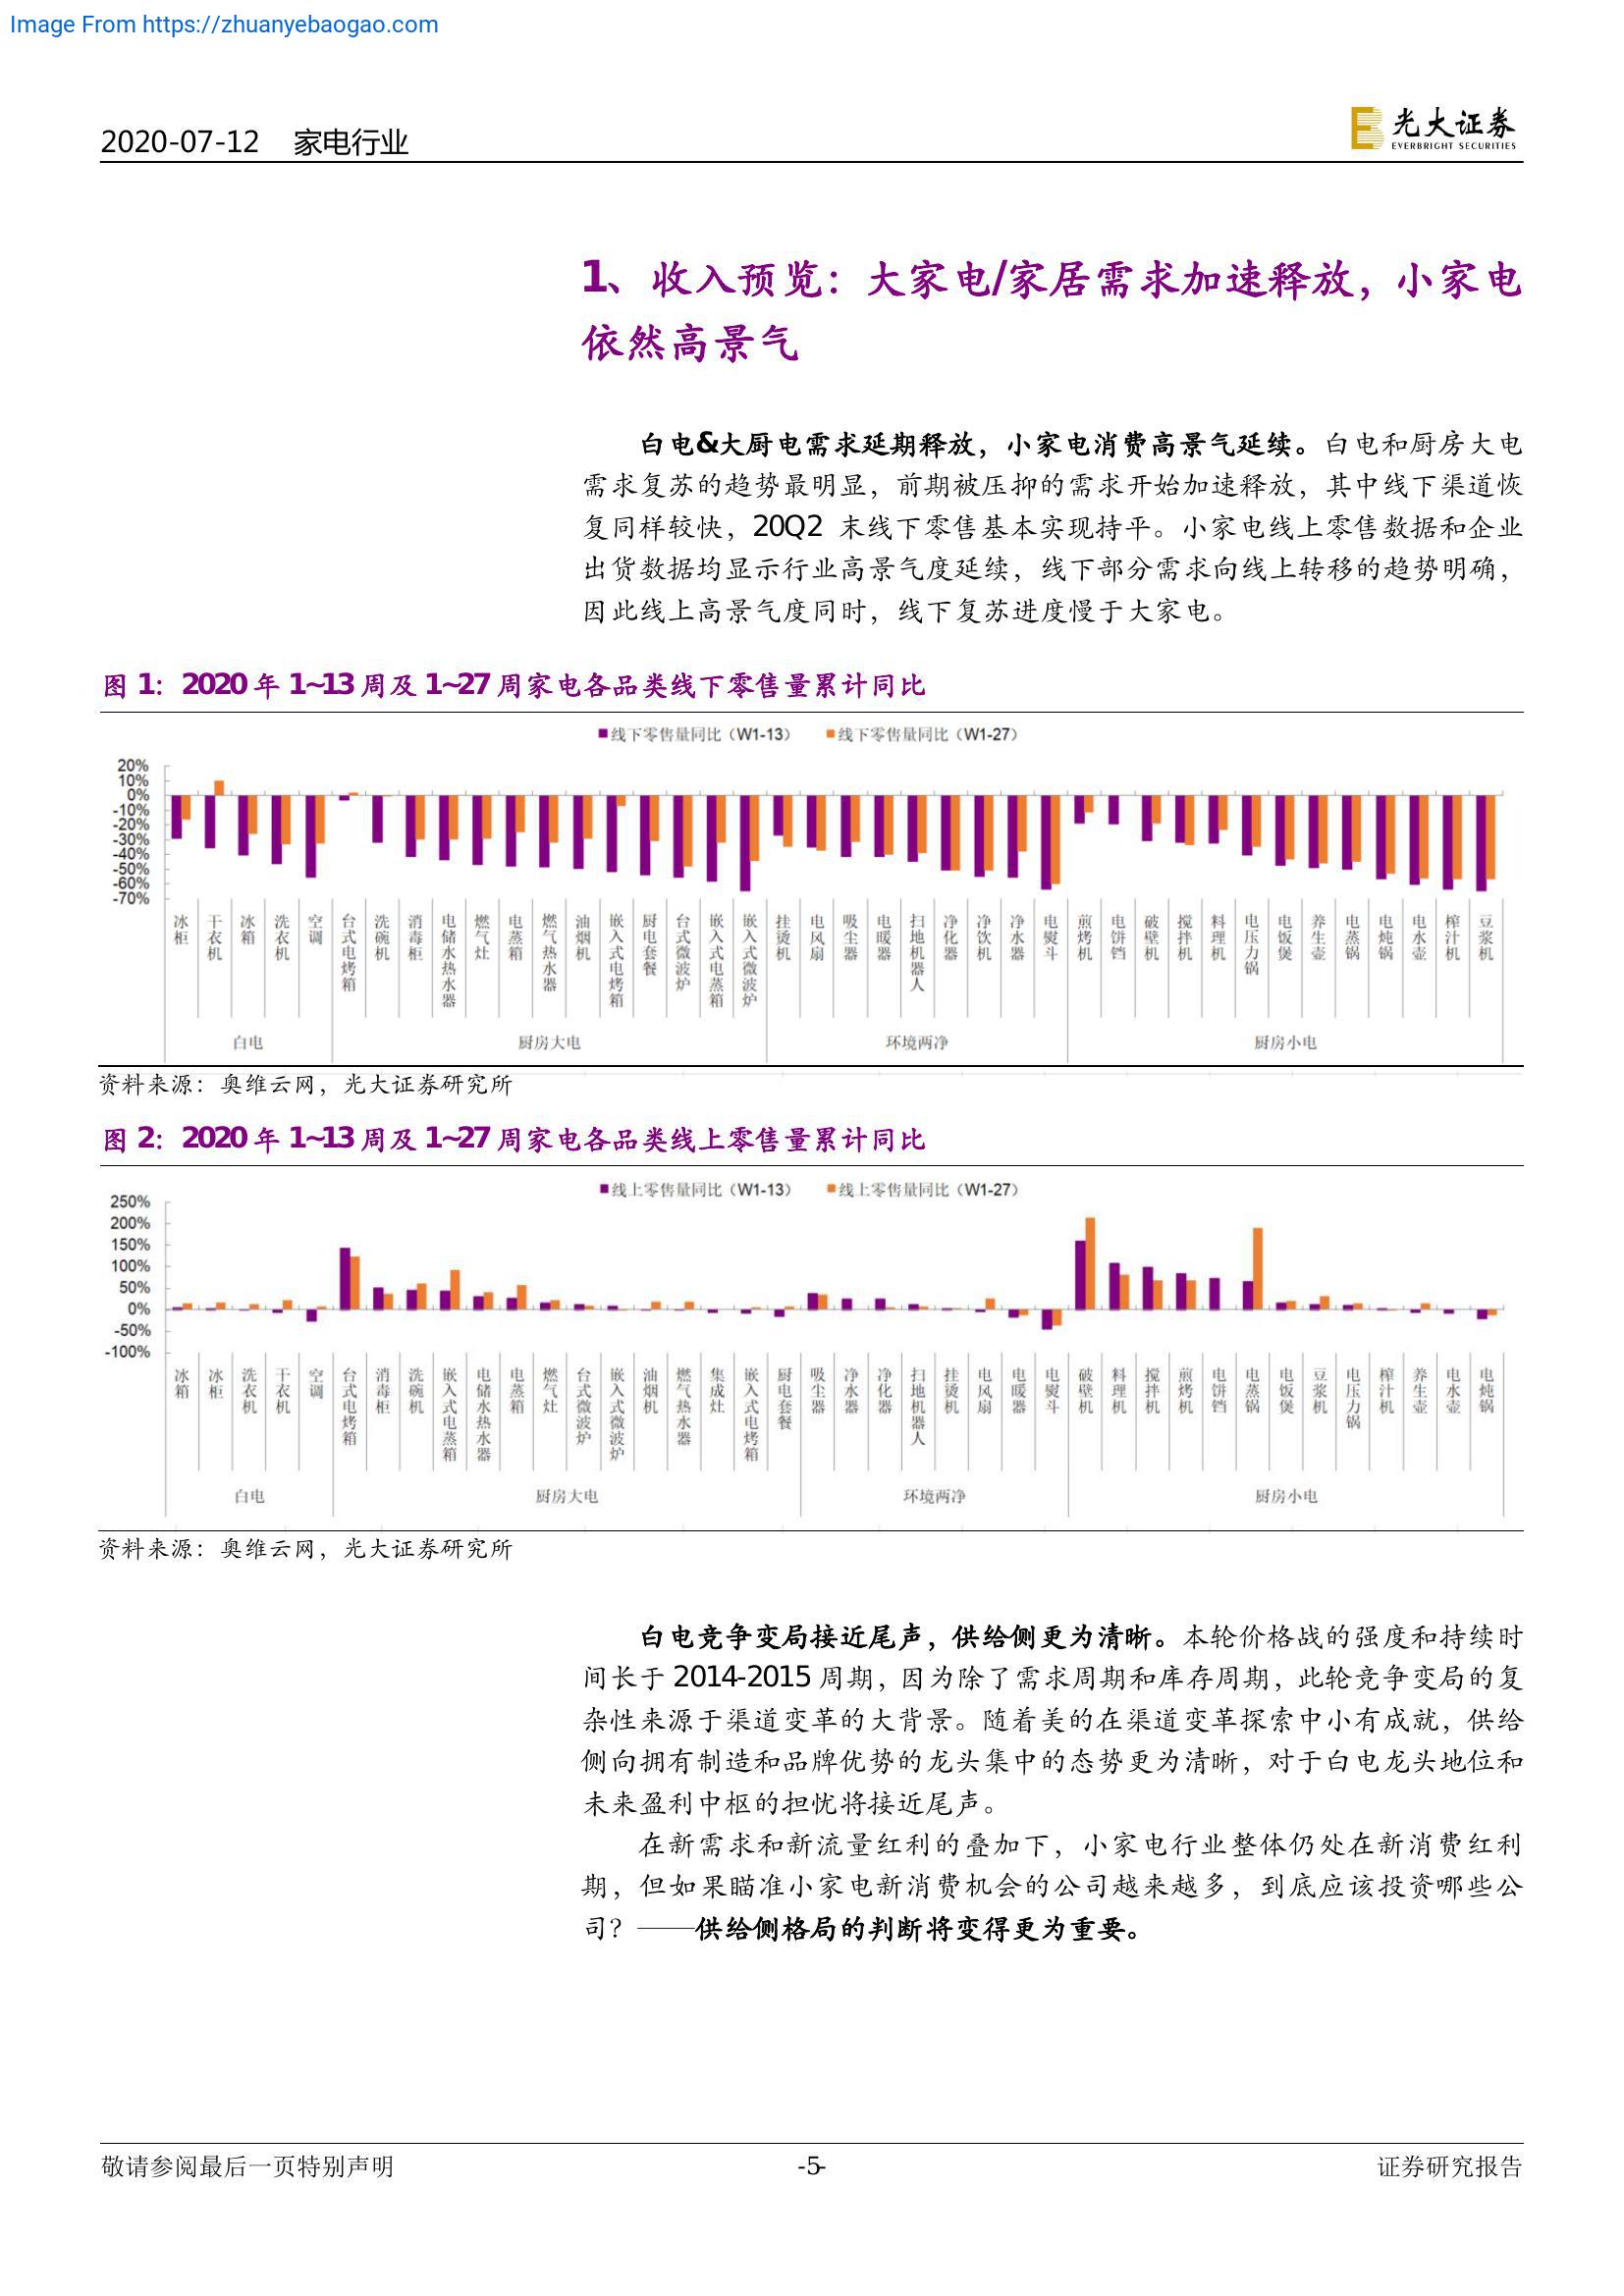 Image From https://zhuanyebaogao.com
2020-07-12 家电行业
光大证券
EVERBRIGHT SECURITIES
1、收入预览：大家电/家居需求加速释放，小家电
依然高景气
白电&大厨电需求延期释放，小家电消费高景气延续。白电和厨房大电
需求复苏的趋势最明显，前期被压抑的需求开始加速释放，其中线下渠道恢
复同样较快，20Q2 末线下零售基本实现持平。小家电线上零售数据和企业
出货数据均显示行业高景气度延续，线下部分需求向线上转移的趋势明确，
因此线上高景气度同时，线下复苏进度慢于大家电。
图 1：2020 年 1~13 周及 1~27 周家电各品类线下零售量累计同比
线下零售量同比（W1-13） 线下零售量同比（W1-27）
20%
10%
0%
-10%
-20%
-30%
-40%
-50%
-60%
-70%
冰柜 干衣机 冰箱 洗衣机 空调 台式电烤箱 洗碗机 消毒柜 电储水热水器 燃气灶 电蒸箱 燃气热水器 油烟机 嵌入式电烤箱 厨电套餐 台式微波炉 嵌入式电蒸箱 嵌入式微波炉 挂烫机 电风扇 吸尘器 电暖器 扫地机器人 净化器 净饮机 净水器 电熨斗 煎烤机 电饼铛 破壁机 搅拌机 料理机 电压力锅 电饭煲 养生壶 电蒸锅 电炖锅 电水壶 榨汁机 豆浆机
白电 厨房大电 环境两净 厨房小电
资料来源：奥维云网，光大证券研究所
图 2：2020 年 1~13 周及 1~27 周家电各品类线上零售量累计同比
线上零售量同比（W1-13） 线上零售量同比（W1-27）
250%
200%
150%
100%
50%
0%
-50%
-100%
冰箱 冰柜 洗衣机 干衣机 空调 台式电烤箱 消毒柜 洗碗机 嵌入式电蒸箱 电储水热水器 电蒸箱 燃气灶 台式微波炉 嵌入式微波炉 油烟机 燃气热水器 集成灶 嵌入式电烤箱 厨电套餐 吸尘器 净水器 净化器 扫地机器人 挂烫机 电风扇 电暖器 电熨斗 破壁机 料理机 搅拌机 煎烤机 电饼铛 电蒸锅 电饭煲 豆浆机 电压力锅 榨汁机 养生壶 电水壶 电炖锅
白电 厨房大电 环境两净 厨房小电
资料来源：奥维云网，光大证券研究所
白电竞争变局接近尾声，供给侧更为清晰。本轮价格战的强度和持续时
间长于 2014-2015 周期，因为除了需求周期和库存周期，此轮竞争变局的复
杂性来源于渠道变革的大背景。随着美的在渠道变革探索中小有成就，供给
侧向拥有制造和品牌优势的龙头集中的态势更为清晰，对于白电龙头地位和
未来盈利中枢的担忧将接近尾声。
在新需求和新流量红利的叠加下，小家电行业整体仍处在新消费红利
期，但如果瞄准小家电新消费机会的公司越来越多，到底应该投资哪些公
司？——供给侧格局的判断将变得更为重要。
敬请参阅最后一页特别声明 -5- 证券研究报告